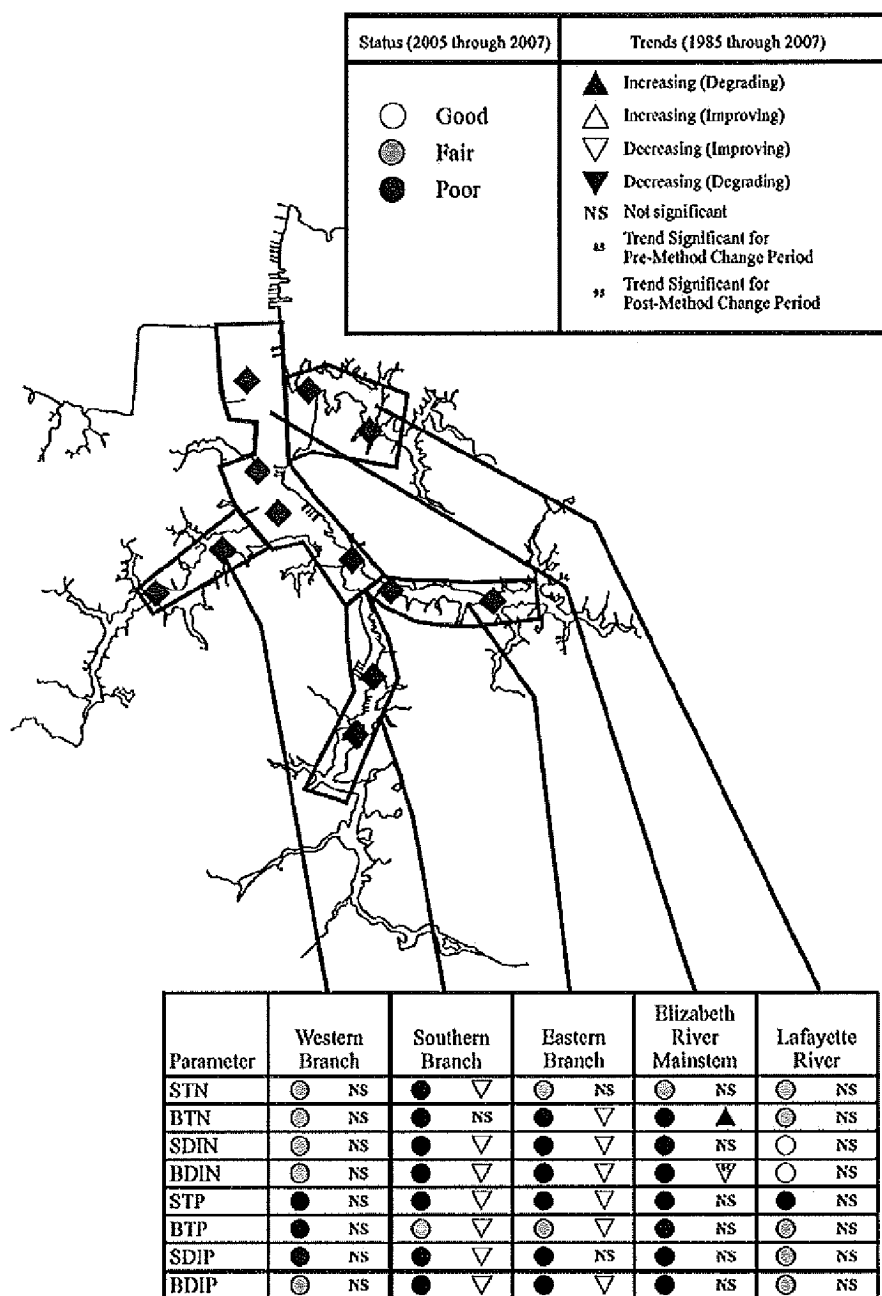 Status (2005 through 2007) Trends (1985 through 2007)
Good
Fair
Poor
Increasing (Degrading)
Increasing (Improving)
Decreasing (Improving)
Decreasing (Degrading)
NS Not significant
Trend Significant for
Pre-Method Change Period
Trend Significant for
Post-Method Change Period
Parameter Western Branch Southern Branch Eastern Branch Elizabeth River Mainstem Lafayette River
STN NS NS NS NS
BTN NS NS NS
SDIN NS NS NS
BDIN NS NS
STP NS NS NS
BTP NS NS NS
SDIP NS NS NS NS
BDIP NS NS NS